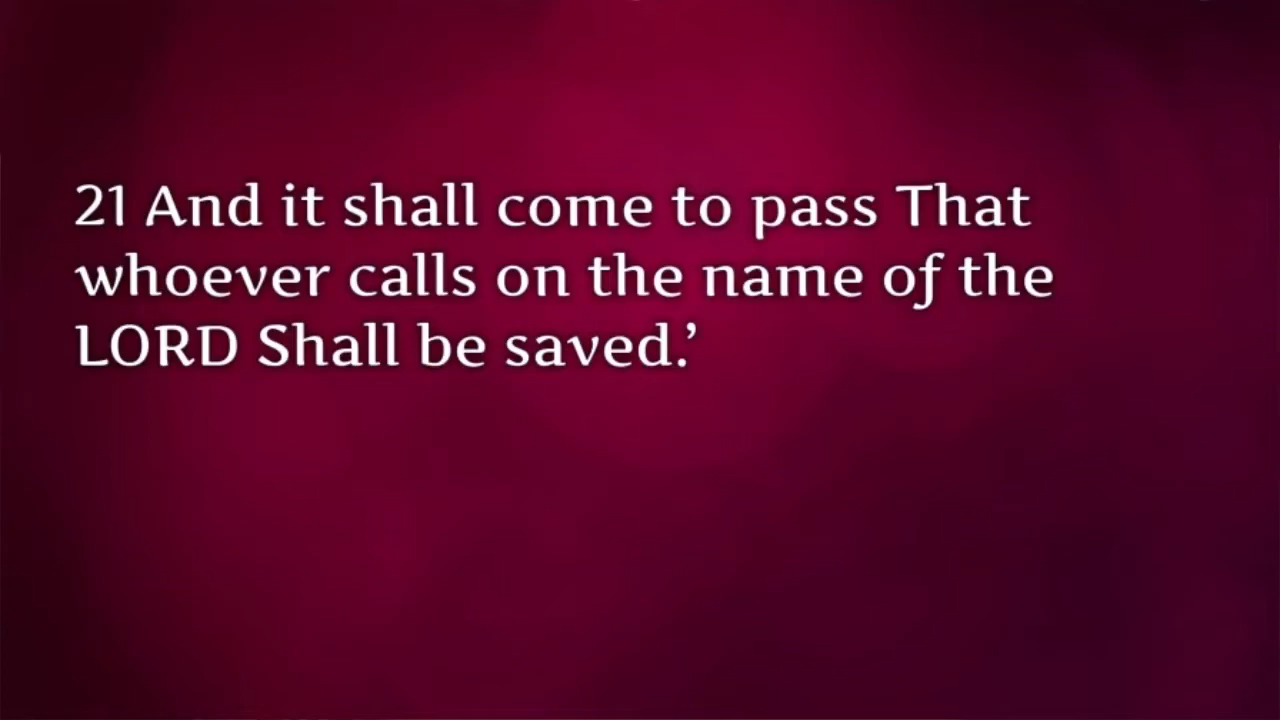 21 And it shall come to pass That
whoever calls on the name of the
LORD Shall be saved.’